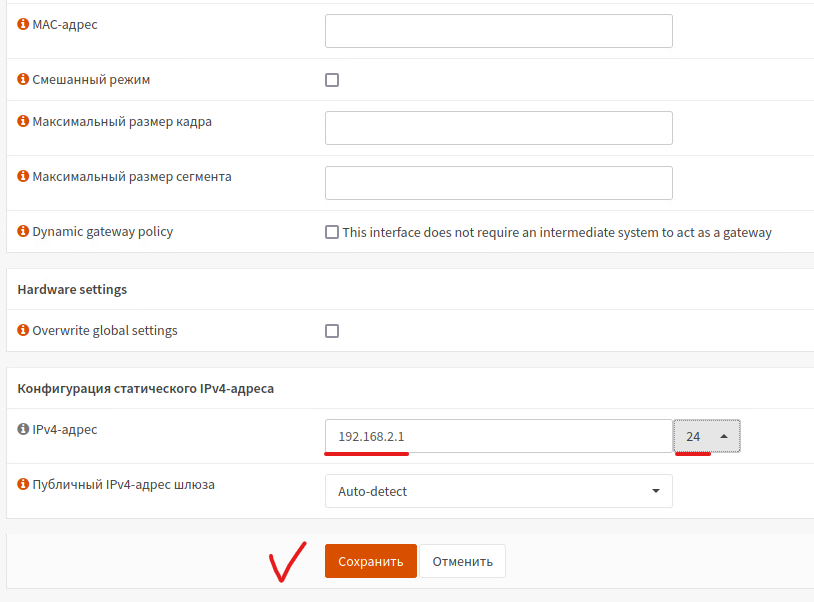 MAC-адрес
Смешанный режим
Максимальный размер кадра
Максимальный размер сегмента
Dynamic gateway policy This interface does not require an intermediate system to act as a gateway
Hardware settings
Overwrite global settings
Конфигурация статического IPv4-адреса
IPv4-адрес 192.168.2.1 24
Публичный IPv4-адрес шлюза Auto-detect
Сохранить Отменить